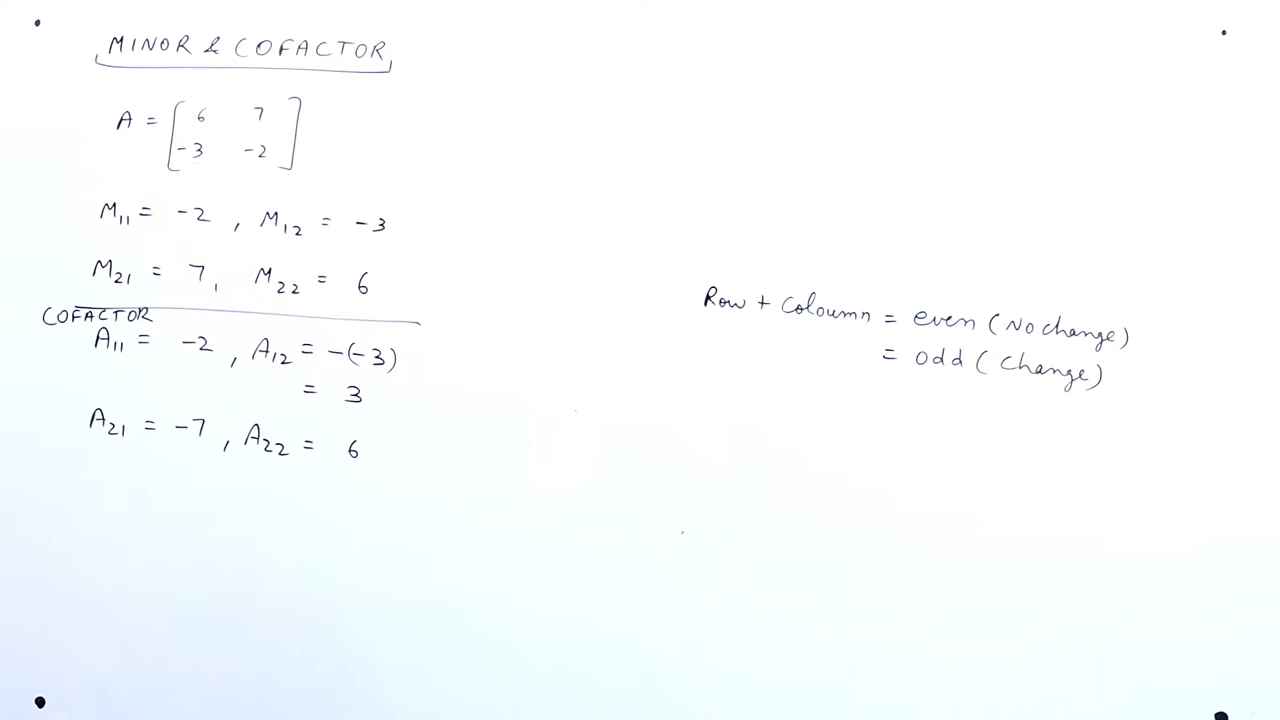 MINOR & COFACTOR
A = [ 6 7
-3 -2 ]
M11 = -2 , M12 = -3
M21 = 7, M22 = 6
COFACTOR
A11 = -2 , A12 = -(-3)
= 3
A21 = -7 , A22 = 6
Row + Coloumn = even (No change)
= odd (Change)